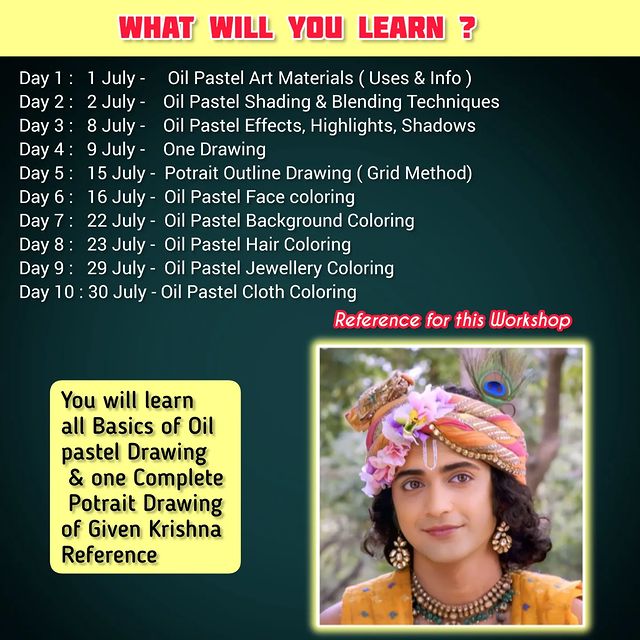 WHAT WILL YOU LEARN ?
Day 1 : 1 July - Oil Pastel Art Materials ( Uses & Info )
Day 2 : 2 July - Oil Pastel Shading & Blending Techniques
Day 3 : 8 July - Oil Pastel Effects, Highlights, Shadows
Day 4 : 9 July - One Drawing
Day 5 : 15 July - Potrait Outline Drawing ( Grid Method)
Day 6 : 16 July - Oil Pastel Face coloring
Day 7 : 22 July - Oil Pastel Background Coloring
Day 8 : 23 July - Oil Pastel Hair Coloring
Day 9 : 29 July - Oil Pastel Jewellery Coloring
Day 10 : 30 July - Oil Pastel Cloth Coloring
Reference for this Workshop
You will learn
all Basics of Oil
pastel Drawing
& one Complete
Potrait Drawing
of Given Krishna
Reference